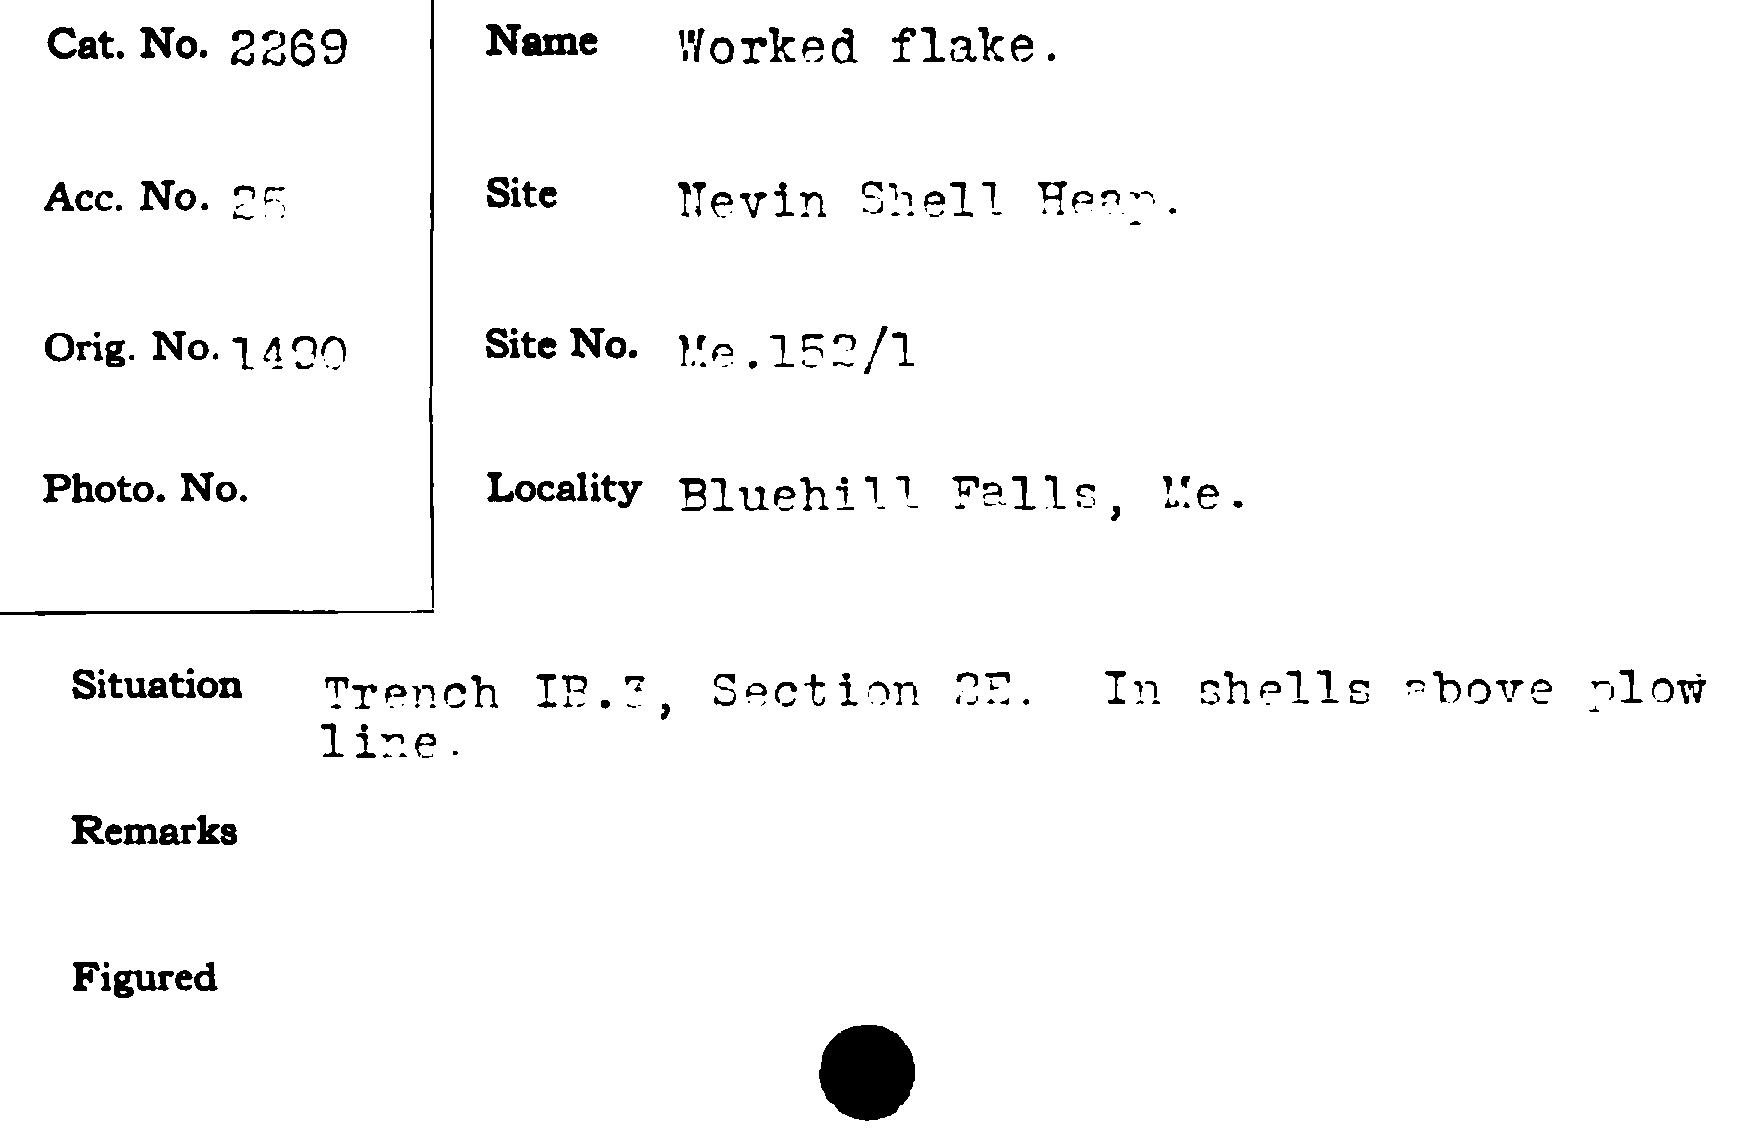 Cat. No. 2269
Name Worked flake.
Acc. No. 25
Site Nevin Shell Heap.
Orig. No. 1490
Site No. Me.152/1
Photo. No.
Locality Bluehill Falls, Me.
Situation Trench IB.3, Section 2E. In shells above plow
line.
Remarks
Figured